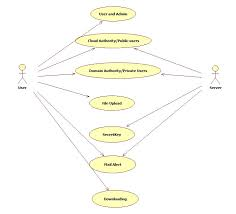 User and Admin
Cloud Authority/Public users
Domain Authority/Private Users
User
Server
File Upload
SecretKey
Mail Alert
Downloading